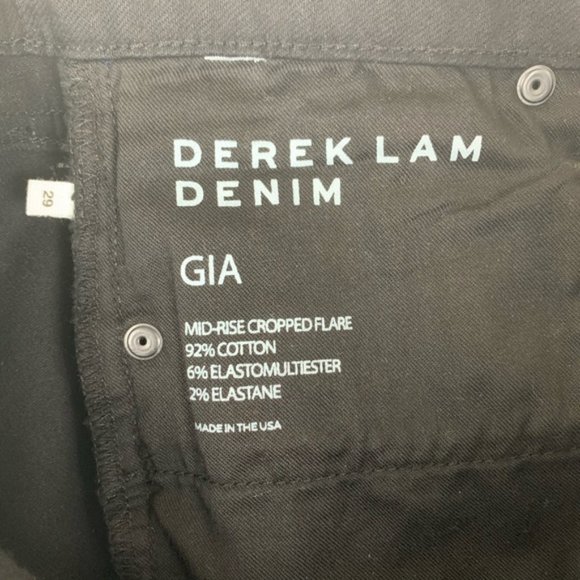 DEREK LAM
DENIM
GIA
MID-RISE CROPPED FLARE
92% COTTON
6% ELASTOMULTIESTER
2% ELASTANE
MADE IN THE USA
29